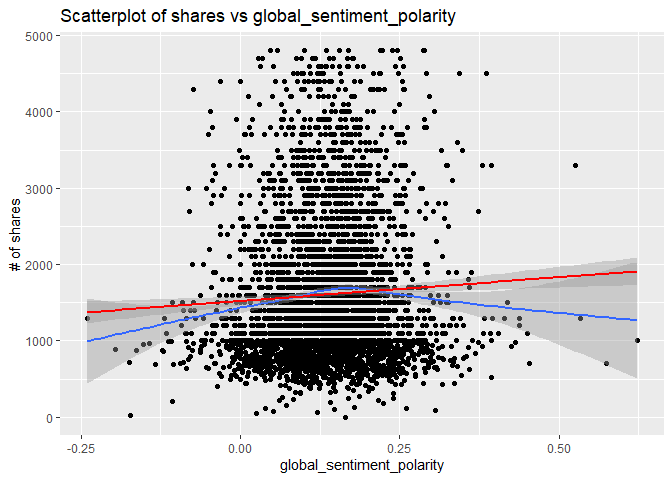 Scatterplot of shares vs global_sentiment_polarity
5000
4000
3000
2000
1000
0
# of shares
-0.25 0.00 0.25 0.50
global_sentiment_polarity